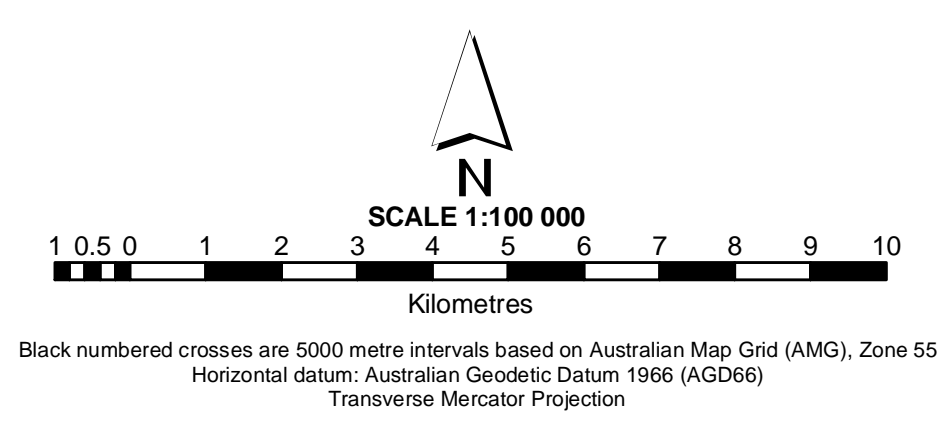 N
SCALE 1:100 000
1 0.5 0 1 2 3 4 5 6 7 8 9 10
Kilometres
Black numbered crosses are 5000 metre intervals based on Australian Map Grid (AMG), Zone 55
Horizontal datum: Australian Geodetic Datum 1966 (AGD66)
Transverse Mercator Projection